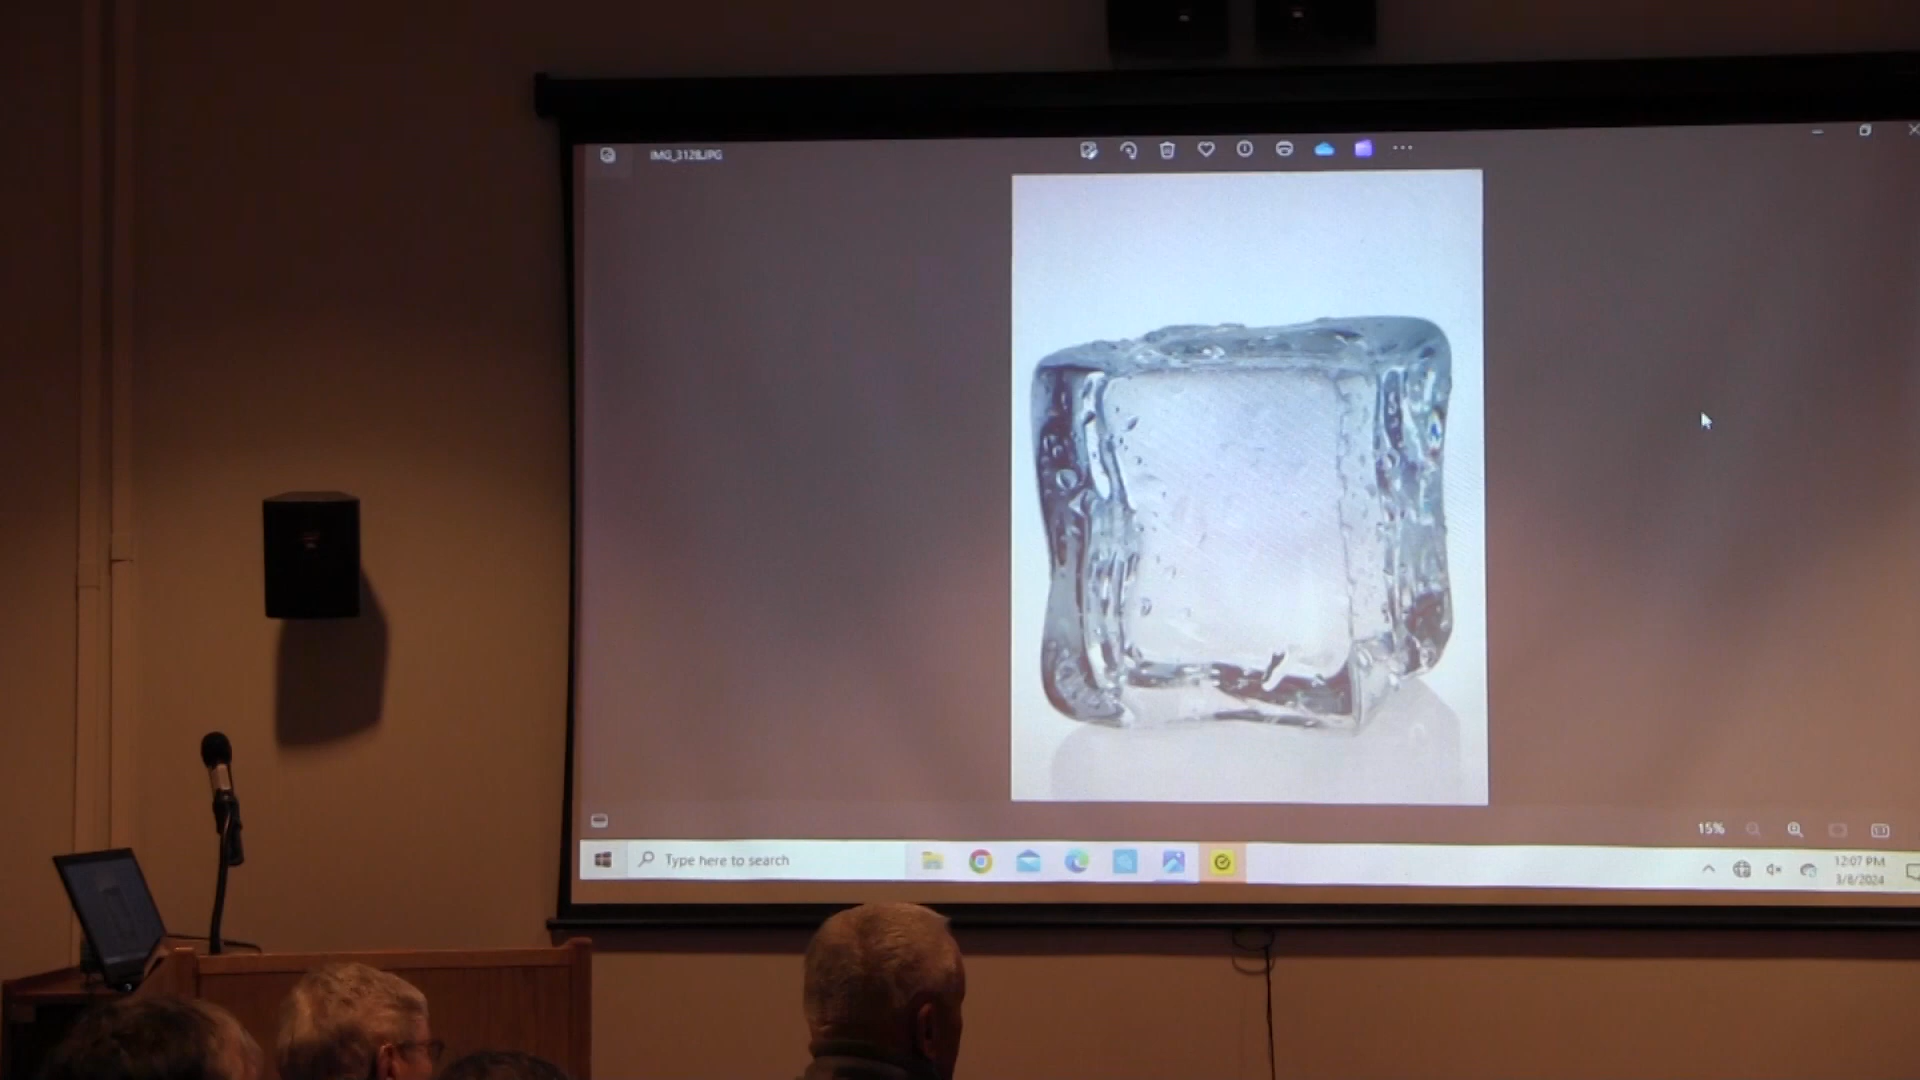 IMG_3128.JPG
15%
Type here to search
12:07 PM
3/8/2024